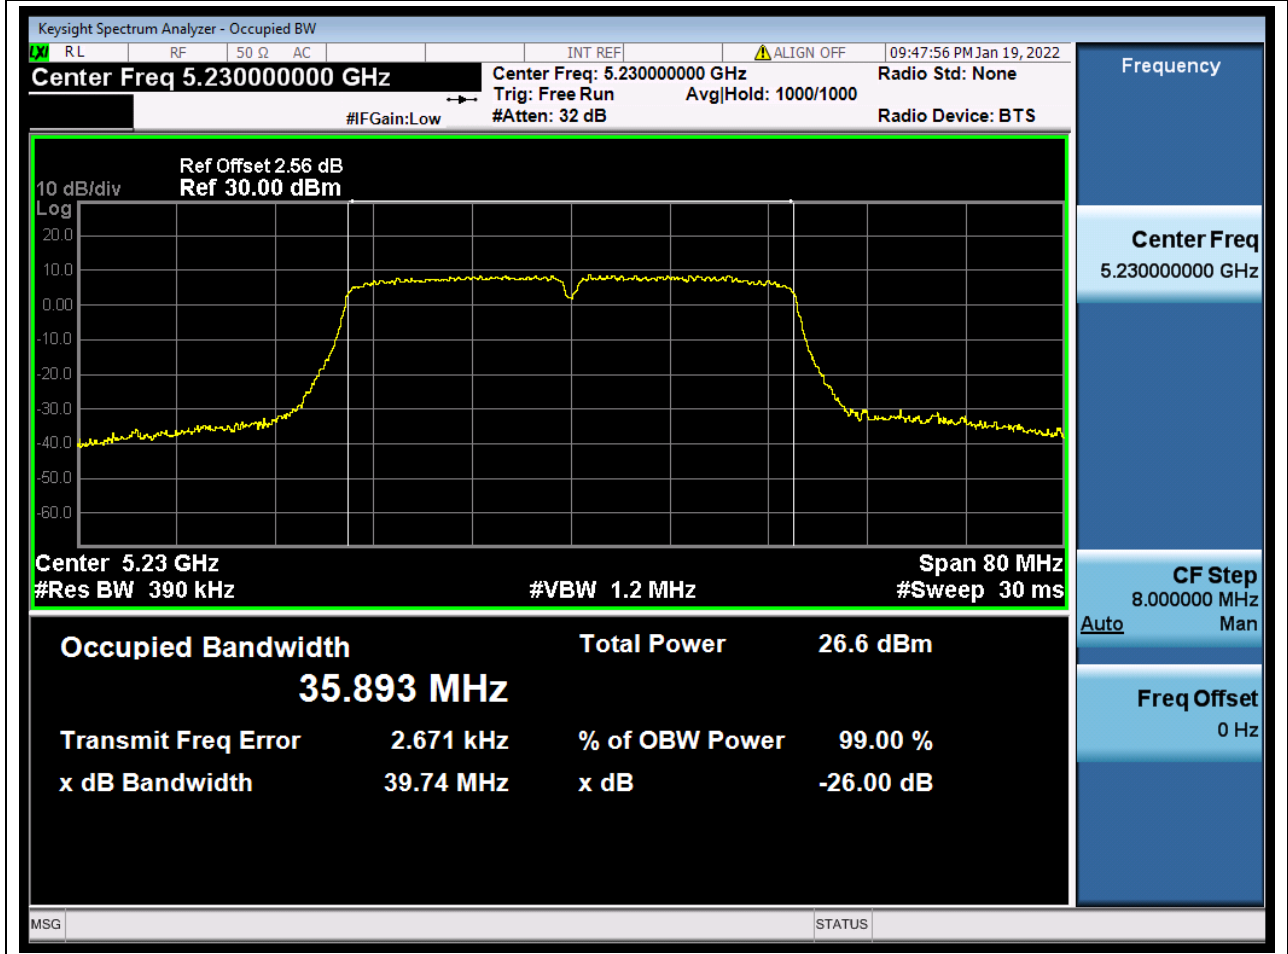 Keysight Spectrum Analyzer - Occupied BW
LXI RL RF 50 Ω AC INT REF ALIGN OFF 09:47:56 PM Jan 19, 2022
Center Freq 5.230000000 GHz
Center Freq: 5.230000000 GHz
Radio Std: None
Trig: Free Run Avg|Hold: 1000/1000
#IFGain:Low
#Atten: 32 dB
Radio Device: BTS
Ref Offset 2.56 dB
10 dB/div Ref 30.00 dBm
Log
20.0
10.0
0.00
-10.0
-20.0
-30.0
-40.0
-50.0
-60.0
Center 5.23 GHz Span 80 MHz
#Res BW 390 kHz #VBW 1.2 MHz #Sweep 30 ms
Occupied Bandwidth Total Power 26.6 dBm
35.893 MHz
Transmit Freq Error 2.671 kHz % of OBW Power 99.00 %
x dB Bandwidth 39.74 MHz x dB -26.00 dB
MSG STATUS
Frequency
Center Freq
5.230000000 GHz
CF Step
8.000000 MHz
Auto Man
Freq Offset
0 Hz